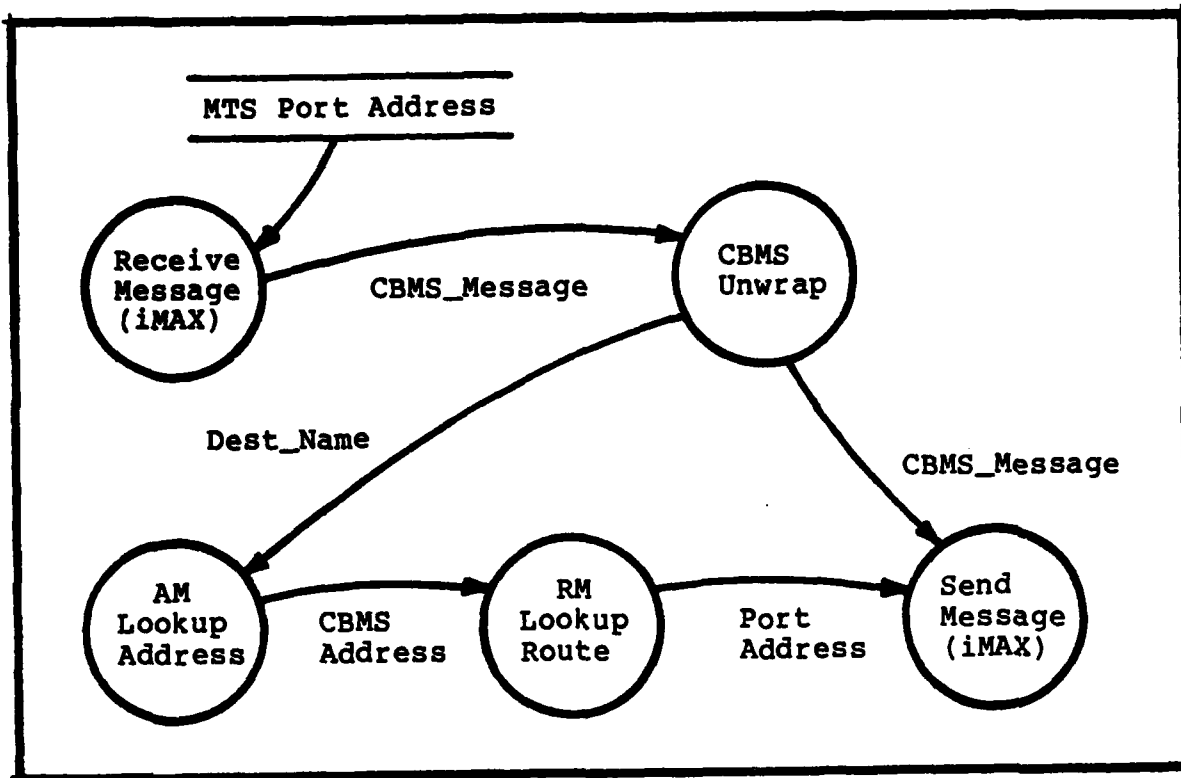 MTS Port Address
Receive
Message
(iMAX)
CBMS_Message
CBMS
Unwrap
Dest_Name
CBMS_Message
AM
Lookup
Address
CBMS
Address
RM
Lookup
Route
Port
Address
Send
Message
(iMAX)